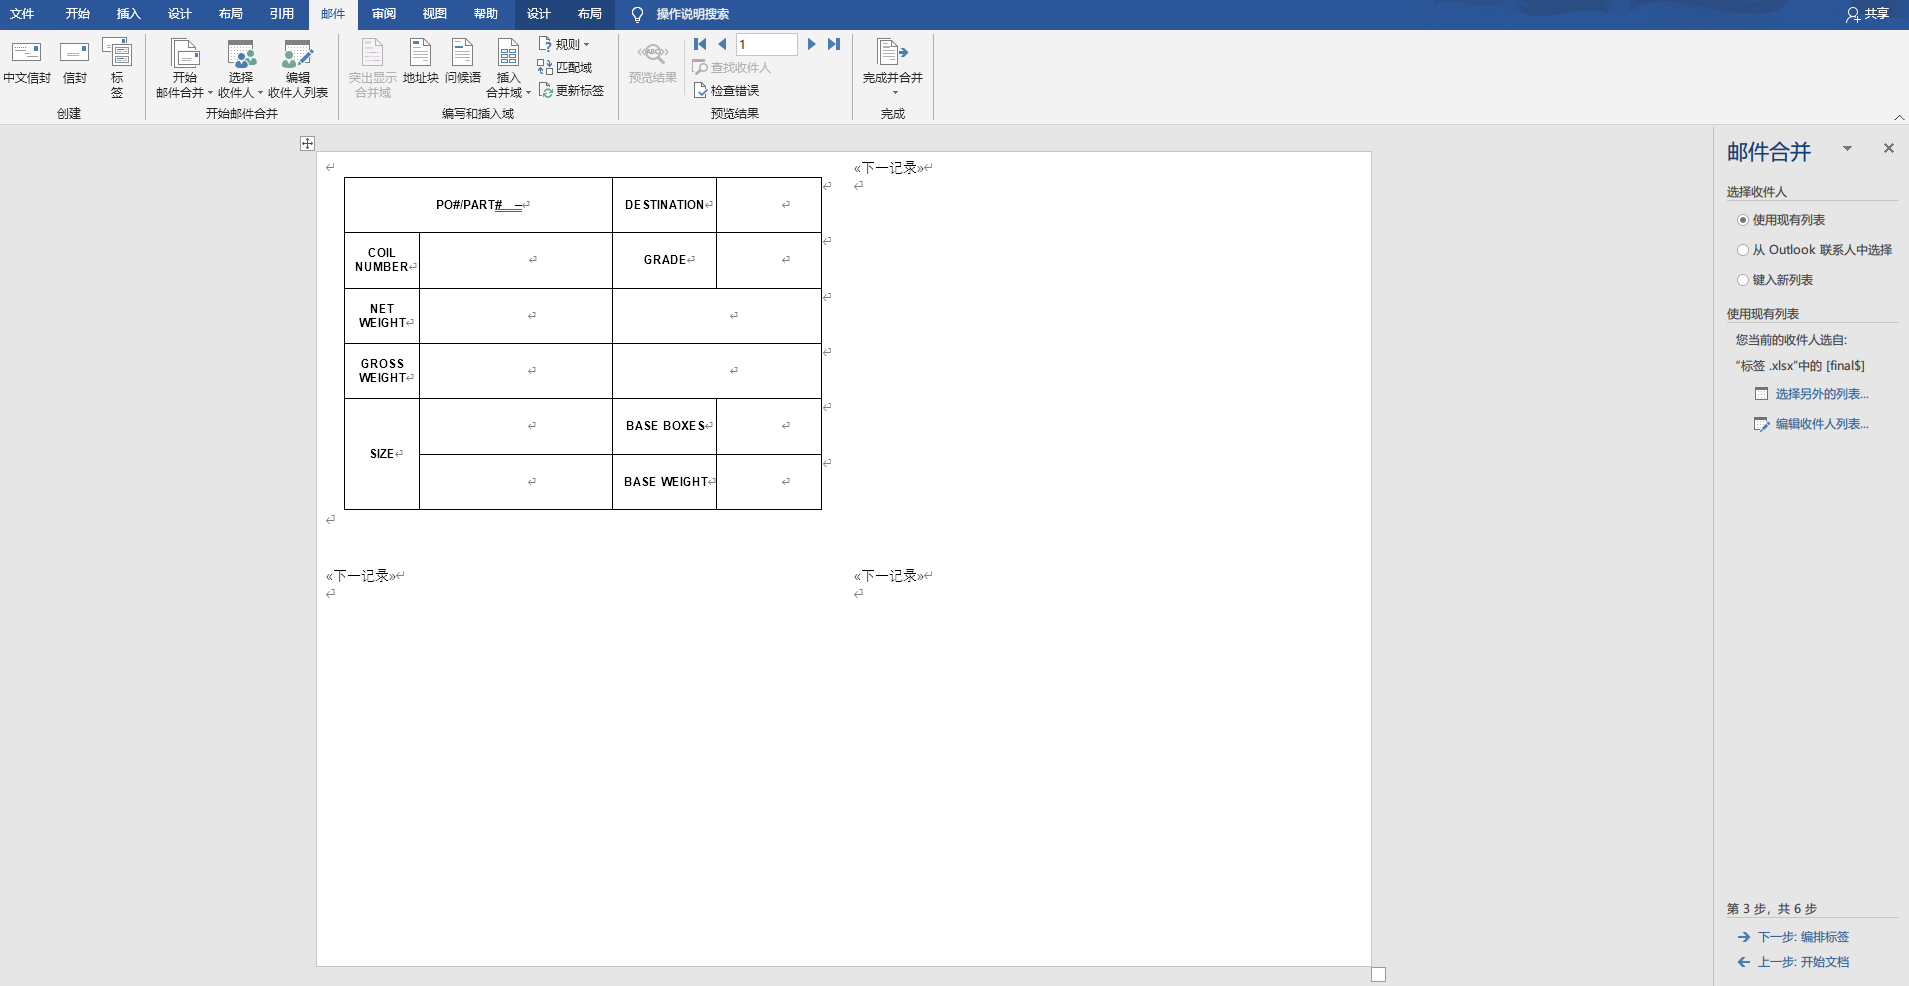 文件 开始 插入 设计 布局 引用 邮件 审阅 视图 帮助 设计 布局 操作说明搜索 共享
中文信封 信封 标签
创建
开始邮件合并 选择收件人 编辑收件人列表
开始邮件合并
突出显示合并域 地址块 问候语 插入合并域 规则 匹配域 更新标签
编写和插入域
预览结果 1 查找收件人 检查错误
预览结果
完成并合并
完成
«下一记录»
PO#/PART# DESTINATION
COIL NUMBER GRADE
NET WEIGHT
GROSS WEIGHT
SIZE BASE BOXES
BASE WEIGHT
«下一记录» «下一记录»
邮件合并
选择收件人
使用现有列表
从 Outlook 联系人中选择
键入新列表
使用现有列表
您当前的收件人选自:
"标签 .xlsx"中的 [final$]
选择另外的列表...
编辑收件人列表...
第 3 步，共 6 步
下一步: 编排标签
上一步: 开始文档